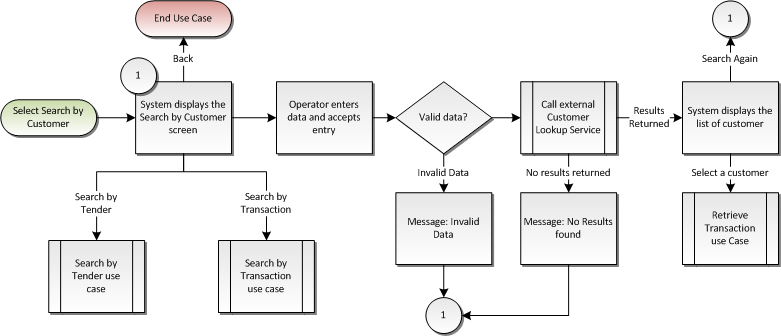 End Use Case
1
Back
1
Search Again
Select Search by
Customer
System displays the
Search by Customer
screen
Operator enters
data and accepts
entry
Valid data?
Call external
Customer
Lookup Service
Results
Returned
System displays the
list of customer
Invalid Data
No results returned
Select a customer
Search by
Tender
Search by
Transaction
Message: Invalid
Data
Message: No Results
found
Retrieve
Transaction
use Case
Search by
Tender use
case
Search by
Transaction
use case
1